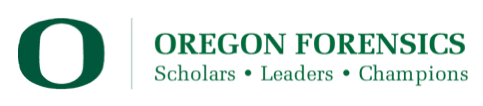 O
OREGON FORENSICS
Scholars • Leaders • Champions